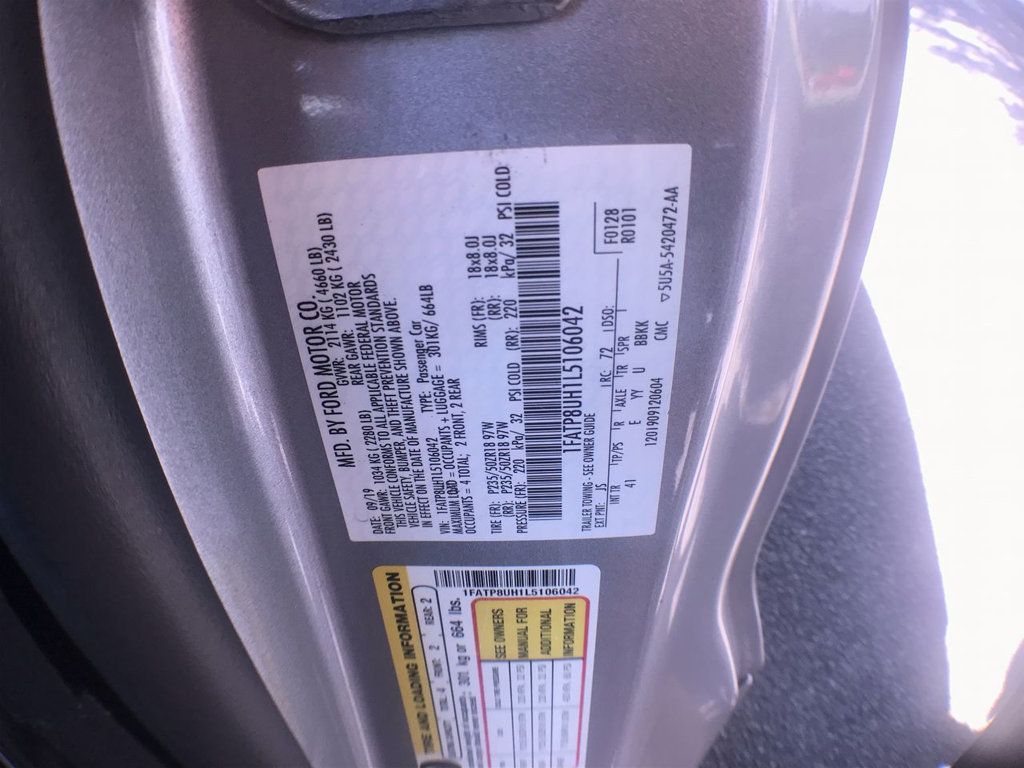 MFD. BY FORD MOTOR CO.
DATE: 09/19 GVWR: 2114 KG ( 4660 LB)
FRONT GAWR: 1034 KG ( 2280 LB) REAR GAWR: 1102 KG ( 2430 LB)
THIS VEHICLE CONFORMS TO ALL APPLICABLE FEDERAL MOTOR
VEHICLE SAFETY, BUMPER, AND THEFT PREVENTION STANDARDS
IN EFFECT ON THE DATE OF MANUFACTURE SHOWN ABOVE.
VIN: 1FATP8UH1L5106042 TYPE: Passenger Car
MAXIMUM LOAD = OCCUPANTS + LUGGAGE = 301KG/ 664LB
OCCUPANTS = 4 TOTAL; 2 FRONT, 2 REAR
TIRE (FR): P235/50ZR18 97W RIMS (FR): 18x8.0J
(RR): P235/50ZR18 97W (RR): 18x8.0J
PRESSURE (FR): 220 kPa/ 32 PSI COLD (RR): 220 kPa/ 32 PSI COLD
1FATP8UH1L5106042
TRAILER TOWING - SEE OWNER GUIDE F0128
EXT PNT: JS RC: 72 DSO: R0101
INT TR TP/PS R AXLE TR SPR
41 E YY U BBKK
1201909120604 CMC
5U5A-5420472-AA
TIRE AND LOADING INFORMATION
TOTAL 4 FRONT: 2 REAR: 2
301 kg or 664 lbs.
1FATP8UH1L5106042
SEE OWNERS
MANUAL FOR
ADDITIONAL
INFORMATION